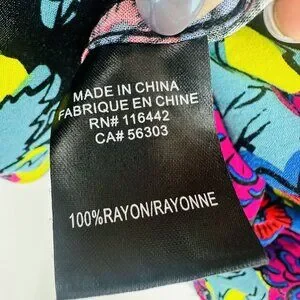 MADE IN CHINA
FABRIQUE EN CHINE
RN# 116442
CA# 56303
100%RAYON/RAYONNE